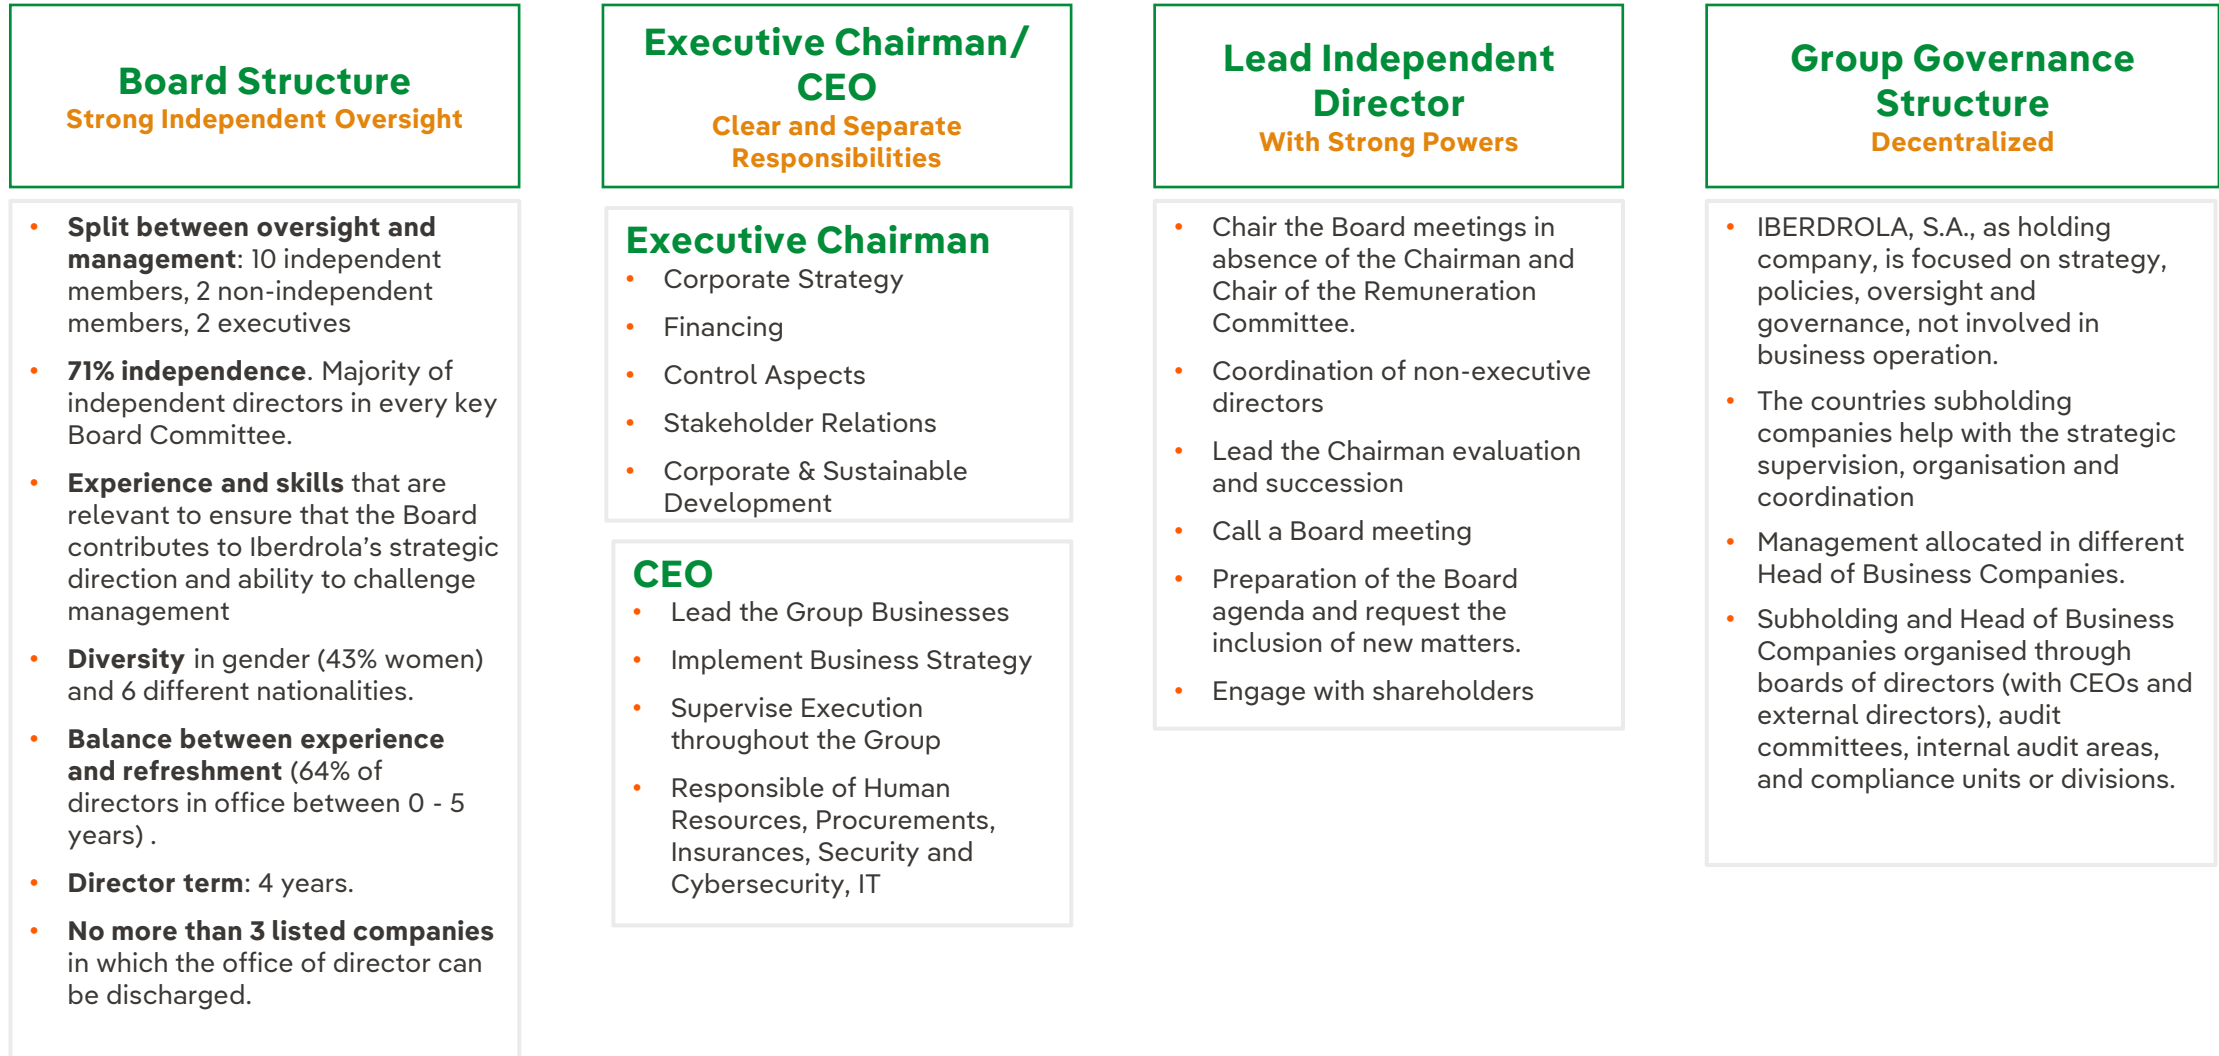 Board Structure
Strong Independent Oversight
• Split between oversight and
management: 10 independent
members, 2 non-independent
members, 2 executives
• 71% independence. Majority of
independent directors in every key
Board Committee.
• Experience and skills that are
relevant to ensure that the Board
contributes to Iberdrola’s strategic
direction and ability to challenge
management
• Diversity in gender (43% women)
and 6 different nationalities.
• Balance between experience
and refreshment (64% of
directors in office between 0 - 5
years) .
• Director term: 4 years.
• No more than 3 listed companies
in which the office of director can
be discharged.
Executive Chairman/
CEO
Clear and Separate
Responsibilities
Executive Chairman
• Corporate Strategy
• Financing
• Control Aspects
• Stakeholder Relations
• Corporate & Sustainable
Development
CEO
• Lead the Group Businesses
• Implement Business Strategy
• Supervise Execution
throughout the Group
• Responsible of Human
Resources, Procurements,
Insurances, Security and
Cybersecurity, IT
Lead Independent
Director
With Strong Powers
• Chair the Board meetings in
absence of the Chairman and
Chair of the Remuneration
Committee.
• Coordination of non-executive
directors
• Lead the Chairman evaluation
and succession
• Call a Board meeting
• Preparation of the Board
agenda and request the
inclusion of new matters.
• Engage with shareholders
Group Governance
Structure
Decentralized
• IBERDROLA, S.A., as holding
company, is focused on strategy,
policies, oversight and
governance, not involved in
business operation.
• The countries subholding
companies help with the strategic
supervision, organisation and
coordination
• Management allocated in different
Head of Business Companies.
• Subholding and Head of Business
Companies organised through
boards of directors (with CEOs and
external directors), audit
committees, internal audit areas,
and compliance units or divisions.